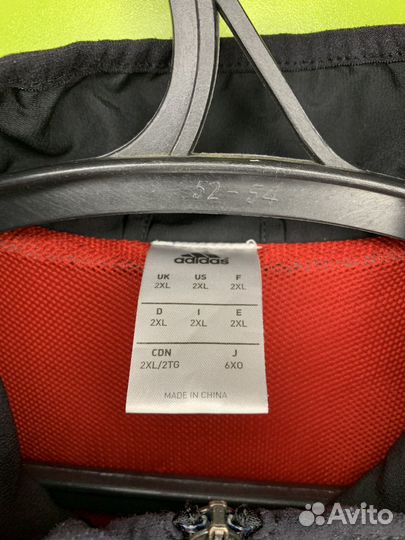 52-54
adidas
UK US F
2XL 2XL 2XL
D I E
2XL 2XL 2XL
CDN J
2XL/2TG 6XO
MADE IN CHINA
Avito